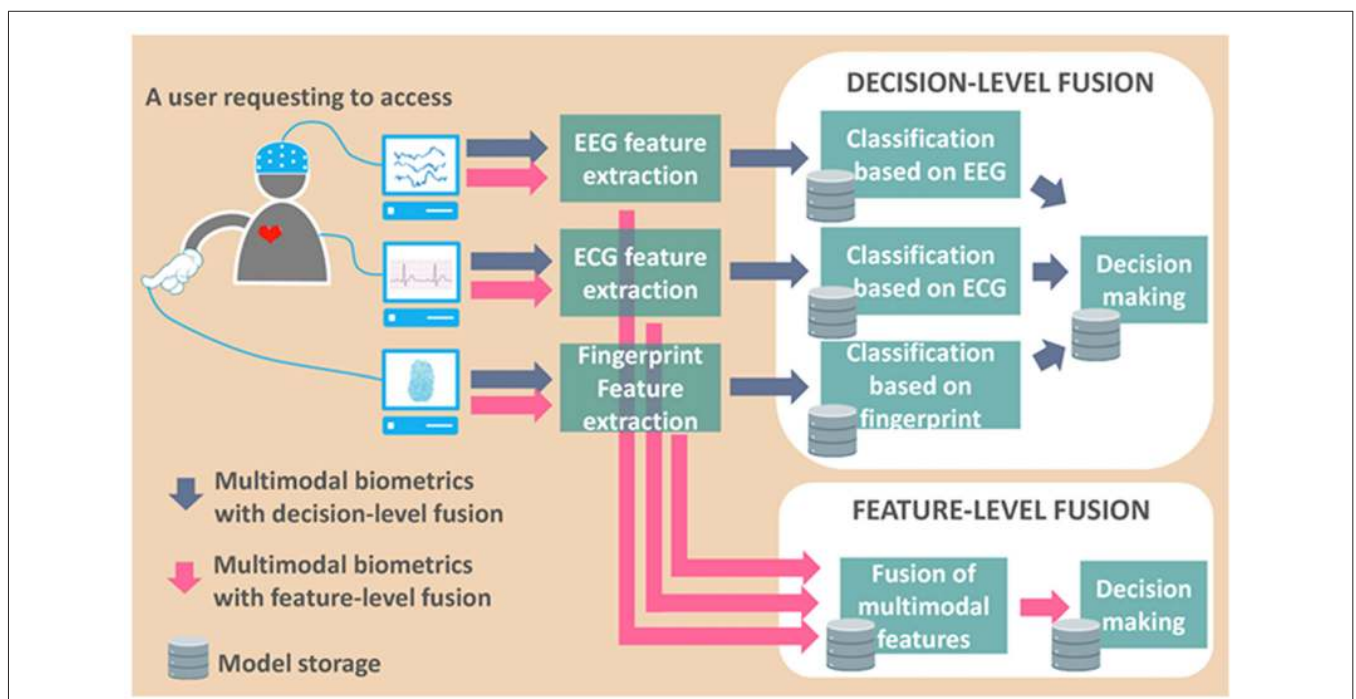 A user requesting to access
EEG feature
extraction
ECG feature
extraction
Fingerprint
Feature
extraction
DECISION-LEVEL FUSION
Classification
based on EEG
Classification
based on ECG
Classification
based on
fingerprint
Decision
making
Multimodal biometrics
with decision-level fusion
Multimodal biometrics
with feature-level fusion
Model storage
FEATURE-LEVEL FUSION
Fusion of
multimodal
features
Decision
making